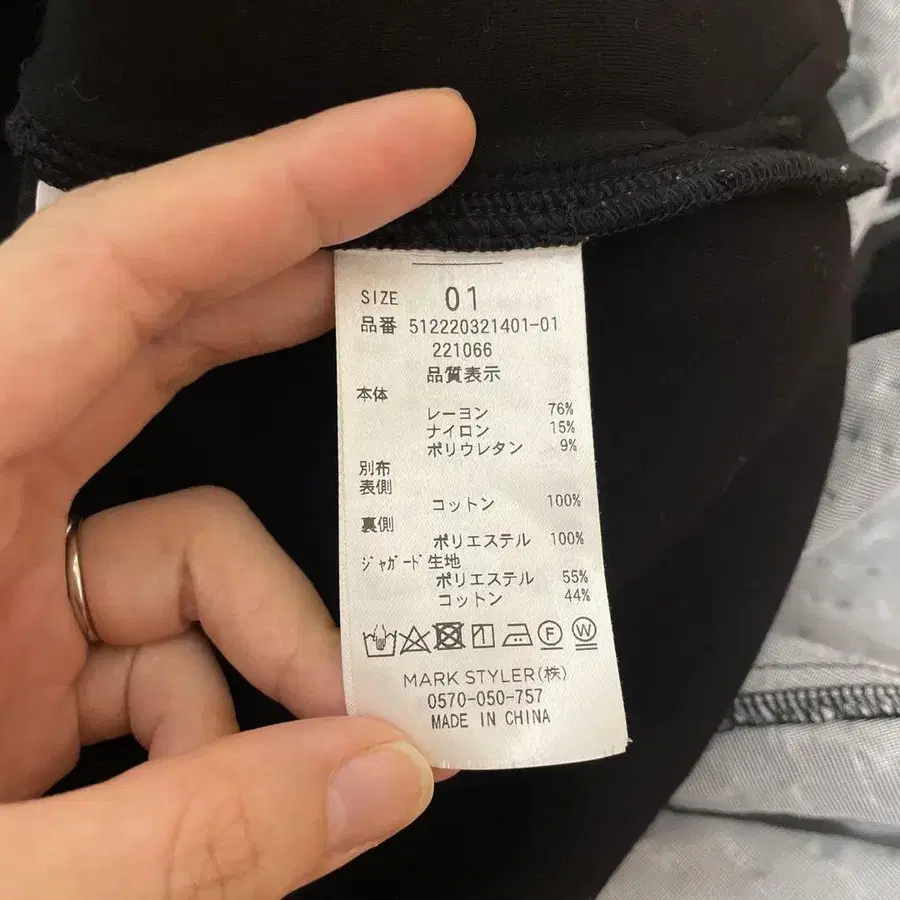 SIZE 01
品番 512220321401-01
221066
品質表示
本体
レーヨン 76%
ナイロン 15%
ポリウレタン 9%
別布
表側
コットン 100%
裏側
ポリエステル 100%
ジャガード生地
ポリエステル 55%
コットン 44%
F W
MARK STYLER(株)
0570-050-757
MADE IN CHINA